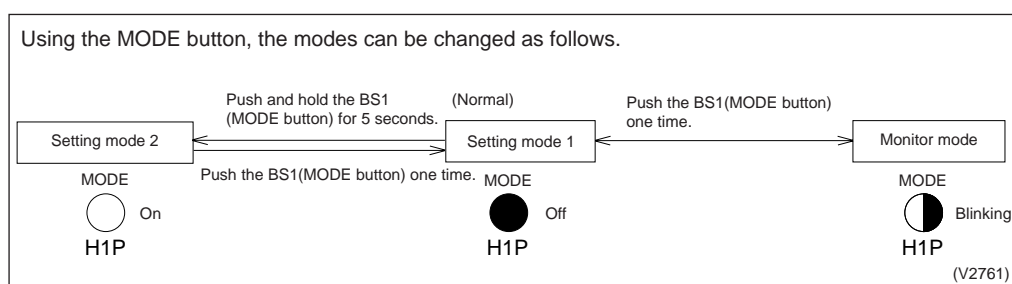 Using the MODE button, the modes can be changed as follows.
Push and hold the BS1
(MODE button) for 5 seconds.
(Normal)
Push the BS1(MODE button)
one time.
Setting mode 2
Setting mode 1
Monitor mode
Push the BS1(MODE button) one time.
MODE
On
H1P
MODE
Off
H1P
MODE
Blinking
H1P
(V2761)